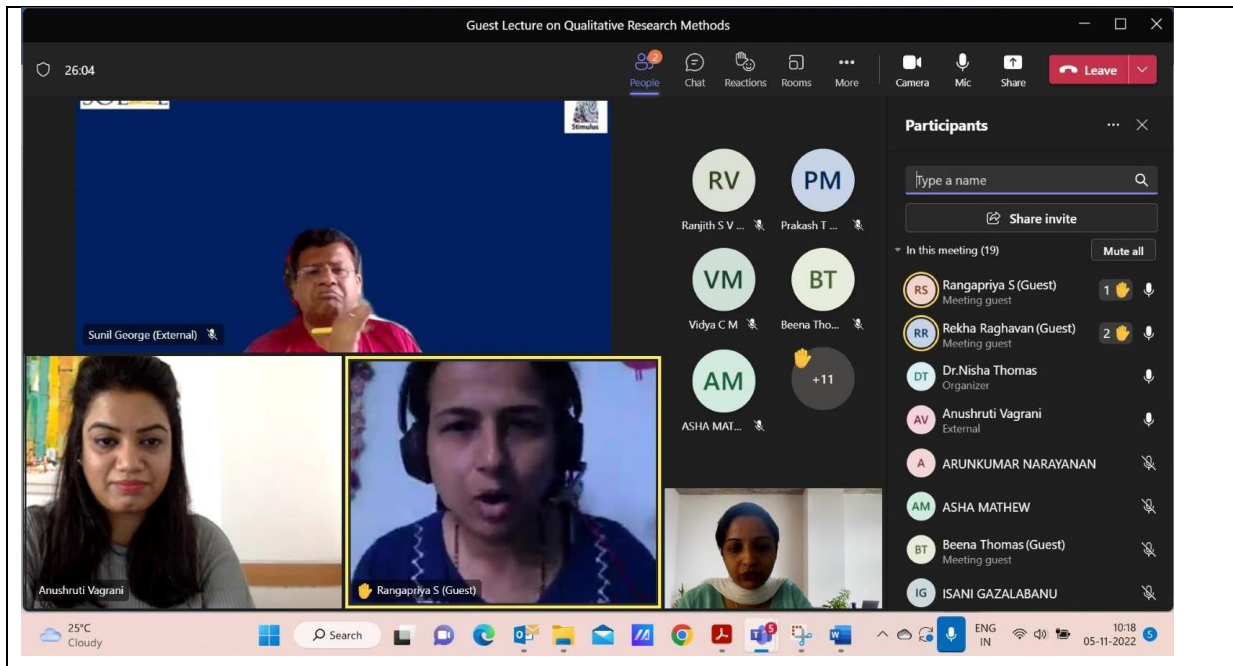 Guest Lecture on Qualitative Research Methods
26:04
2
People
Chat
Reactions
Rooms
More
Camera
Mic
Share
Leave
Stimulus
Sunil George (External)
Anushruti Vagrani
Rangapriya S (Guest)
RV
Ranjith S V ...
PM
Prakash T ...
VM
Vidya C M
BT
Beena Tho...
AM
ASHA MAT...
+11
Participants
Type a name
Share invite
In this meeting (19)
Mute all
RS
Rangapriya S (Guest)
Meeting guest
1
RR
Rekha Raghavan (Guest)
Meeting guest
2
DT
Dr.Nisha Thomas
Organizer
AV
Anushruti Vagrani
External
A
ARUNKUMAR NARAYANAN
AM
ASHA MATHEW
BT
Beena Thomas (Guest)
Meeting guest
IG
ISANI GAZALABANU
25°C
Cloudy
Search
5
ENG
IN
10:18
05-11-2022
5